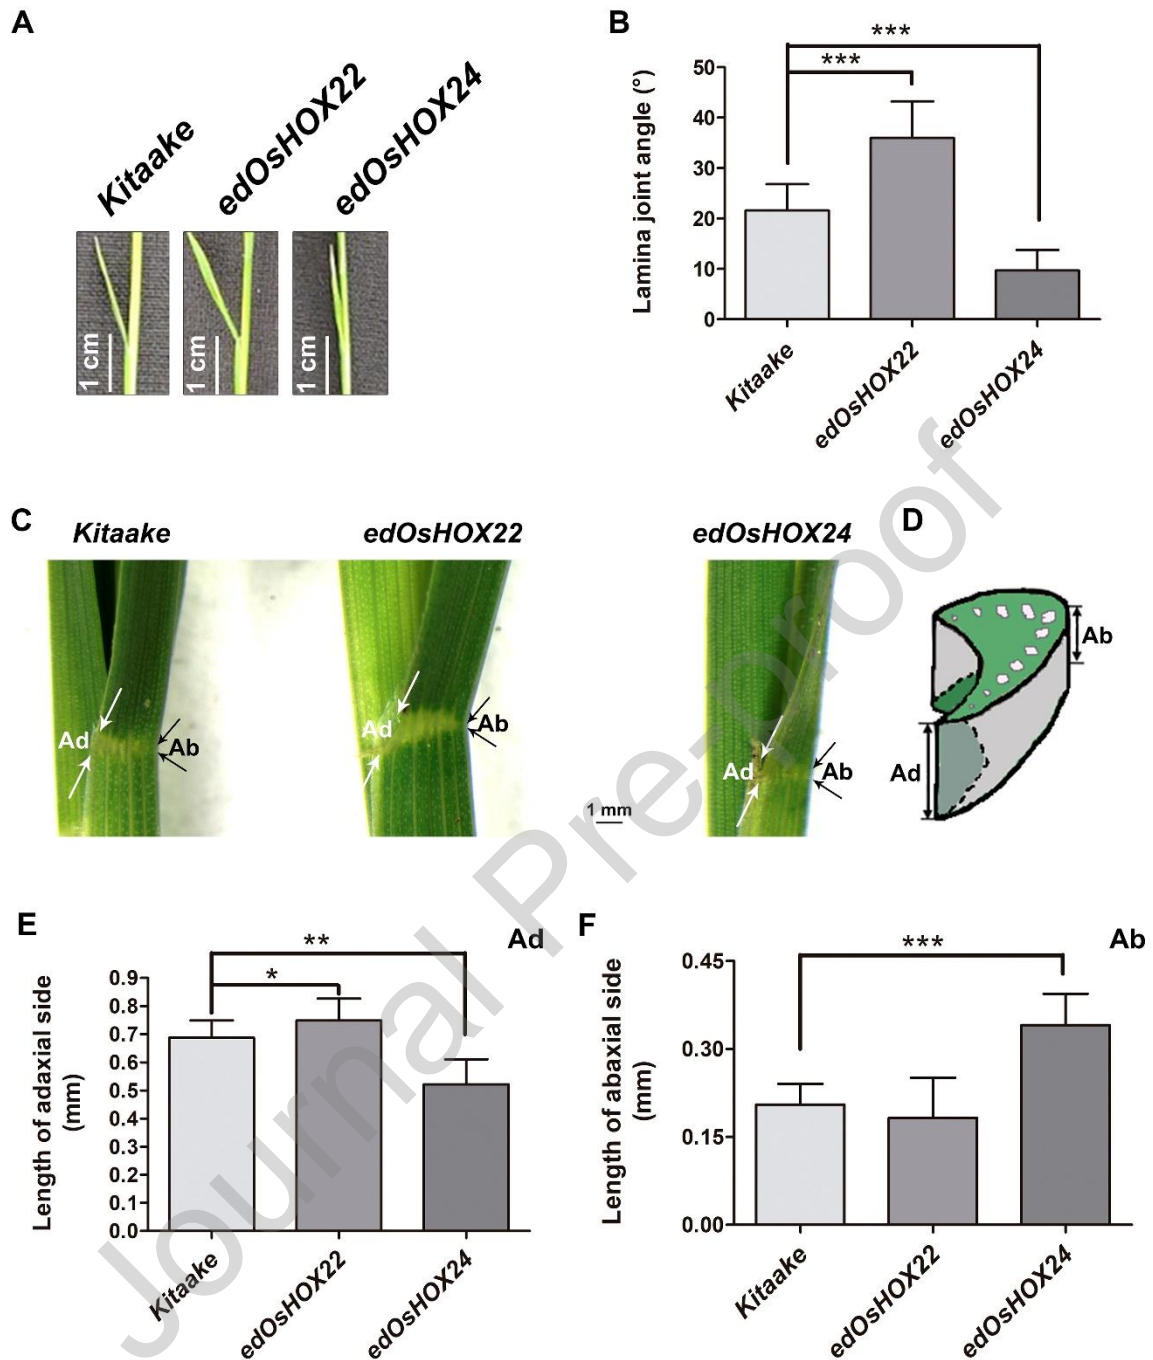 A
Kitaake
edOsHOX22
edOsHOX24
1 cm
1 cm
1 cm
B
***
***
Lamina joint angle (°)
50
40
30
20
10
0
Kitaake
edOsHOX22
edOsHOX24
C
Kitaake
edOsHOX22
edOsHOX24
Ad
Ab
Ad
Ab
1 mm
Ad
Ab
D
Ab
Ad
E
Ad
**
*
Length of adaxial side
(mm)
0.9
0.8
0.7
0.6
0.5
0.4
0.3
0.2
0.1
0.0
Kitaake
edOsHOX22
edOsHOX24
F
Ab
***
Length of abaxial side
(mm)
0.45
0.30
0.15
0.00
Kitaake
edOsHOX22
edOsHOX24
Journal Pre-proof